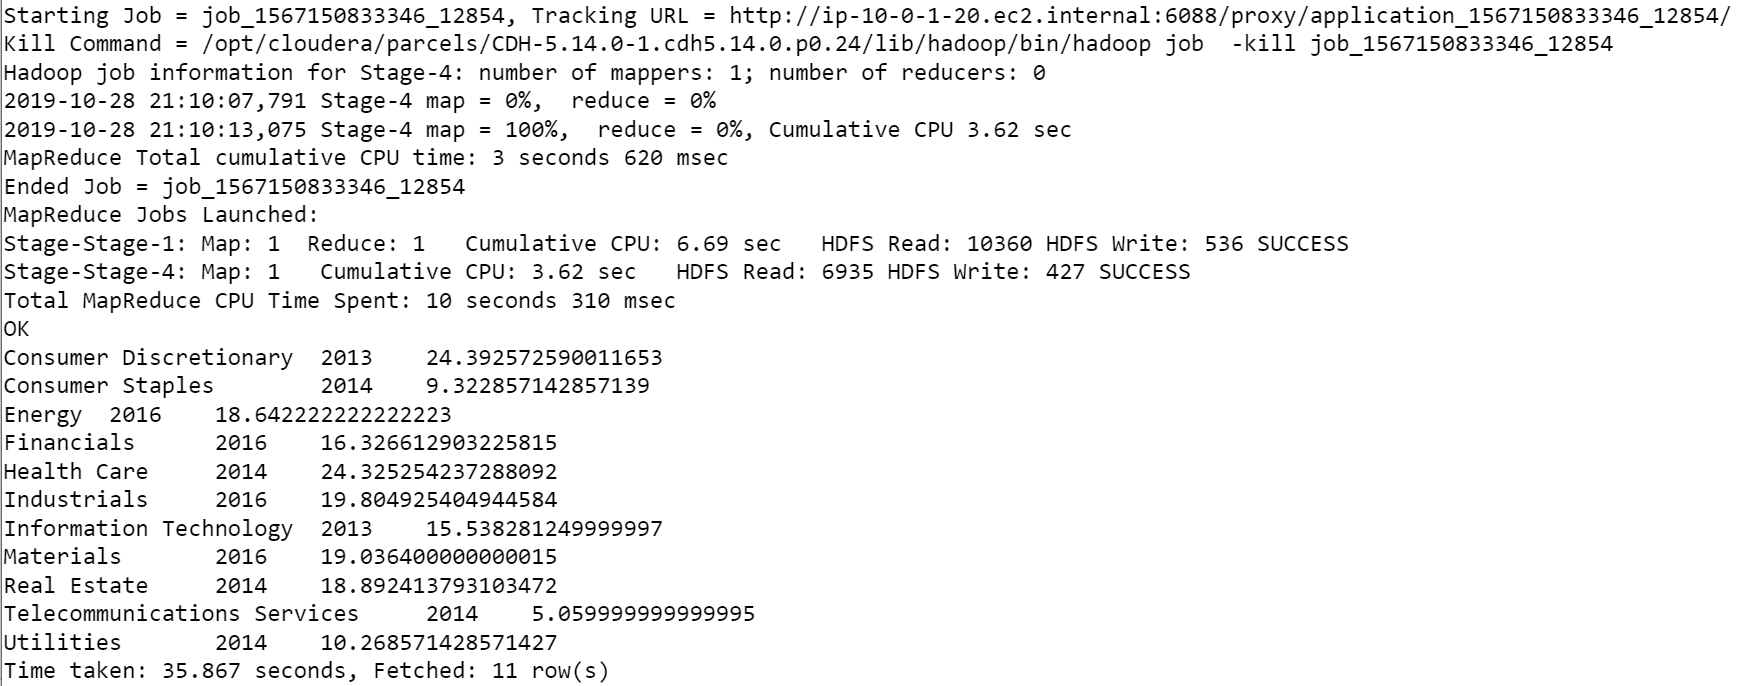 Starting Job = job_1567150833346_12854, Tracking URL = http://ip-10-0-1-20.ec2.internal:6088/proxy/application_1567150833346_12854/
Kill Command = /opt/cloudera/parcels/CDH-5.14.0-1.cdh5.14.0.p0.24/lib/hadoop/bin/hadoop job  -kill job_1567150833346_12854
Hadoop job information for Stage-4: number of mappers: 1; number of reducers: 0
2019-10-28 21:10:07,791 Stage-4 map = 0%,  reduce = 0%
2019-10-28 21:10:13,075 Stage-4 map = 100%,  reduce = 0%, Cumulative CPU 3.62 sec
MapReduce Total cumulative CPU time: 3 seconds 620 msec
Ended Job = job_1567150833346_12854
MapReduce Jobs Launched:
Stage-Stage-1: Map: 1  Reduce: 1   Cumulative CPU: 6.69 sec   HDFS Read: 10360 HDFS Write: 536 SUCCESS
Stage-Stage-4: Map: 1   Cumulative CPU: 3.62 sec   HDFS Read: 6935 HDFS Write: 427 SUCCESS
Total MapReduce CPU Time Spent: 10 seconds 310 msec
OK
Consumer Discretionary  2013    24.392572590011653
Consumer Staples        2014    9.322857142857139
Energy  2016    18.642222222222223
Financials      2016    16.326612903225815
Health Care     2014    24.325254237288092
Industrials     2016    19.804925404944584
Information Technology  2013    15.538281249999997
Materials       2016    19.036400000000015
Real Estate     2014    18.892413793103472
Telecommunications Services     2014    5.059999999999995
Utilities       2014    10.268571428571427
Time taken: 35.867 seconds, Fetched: 11 row(s)